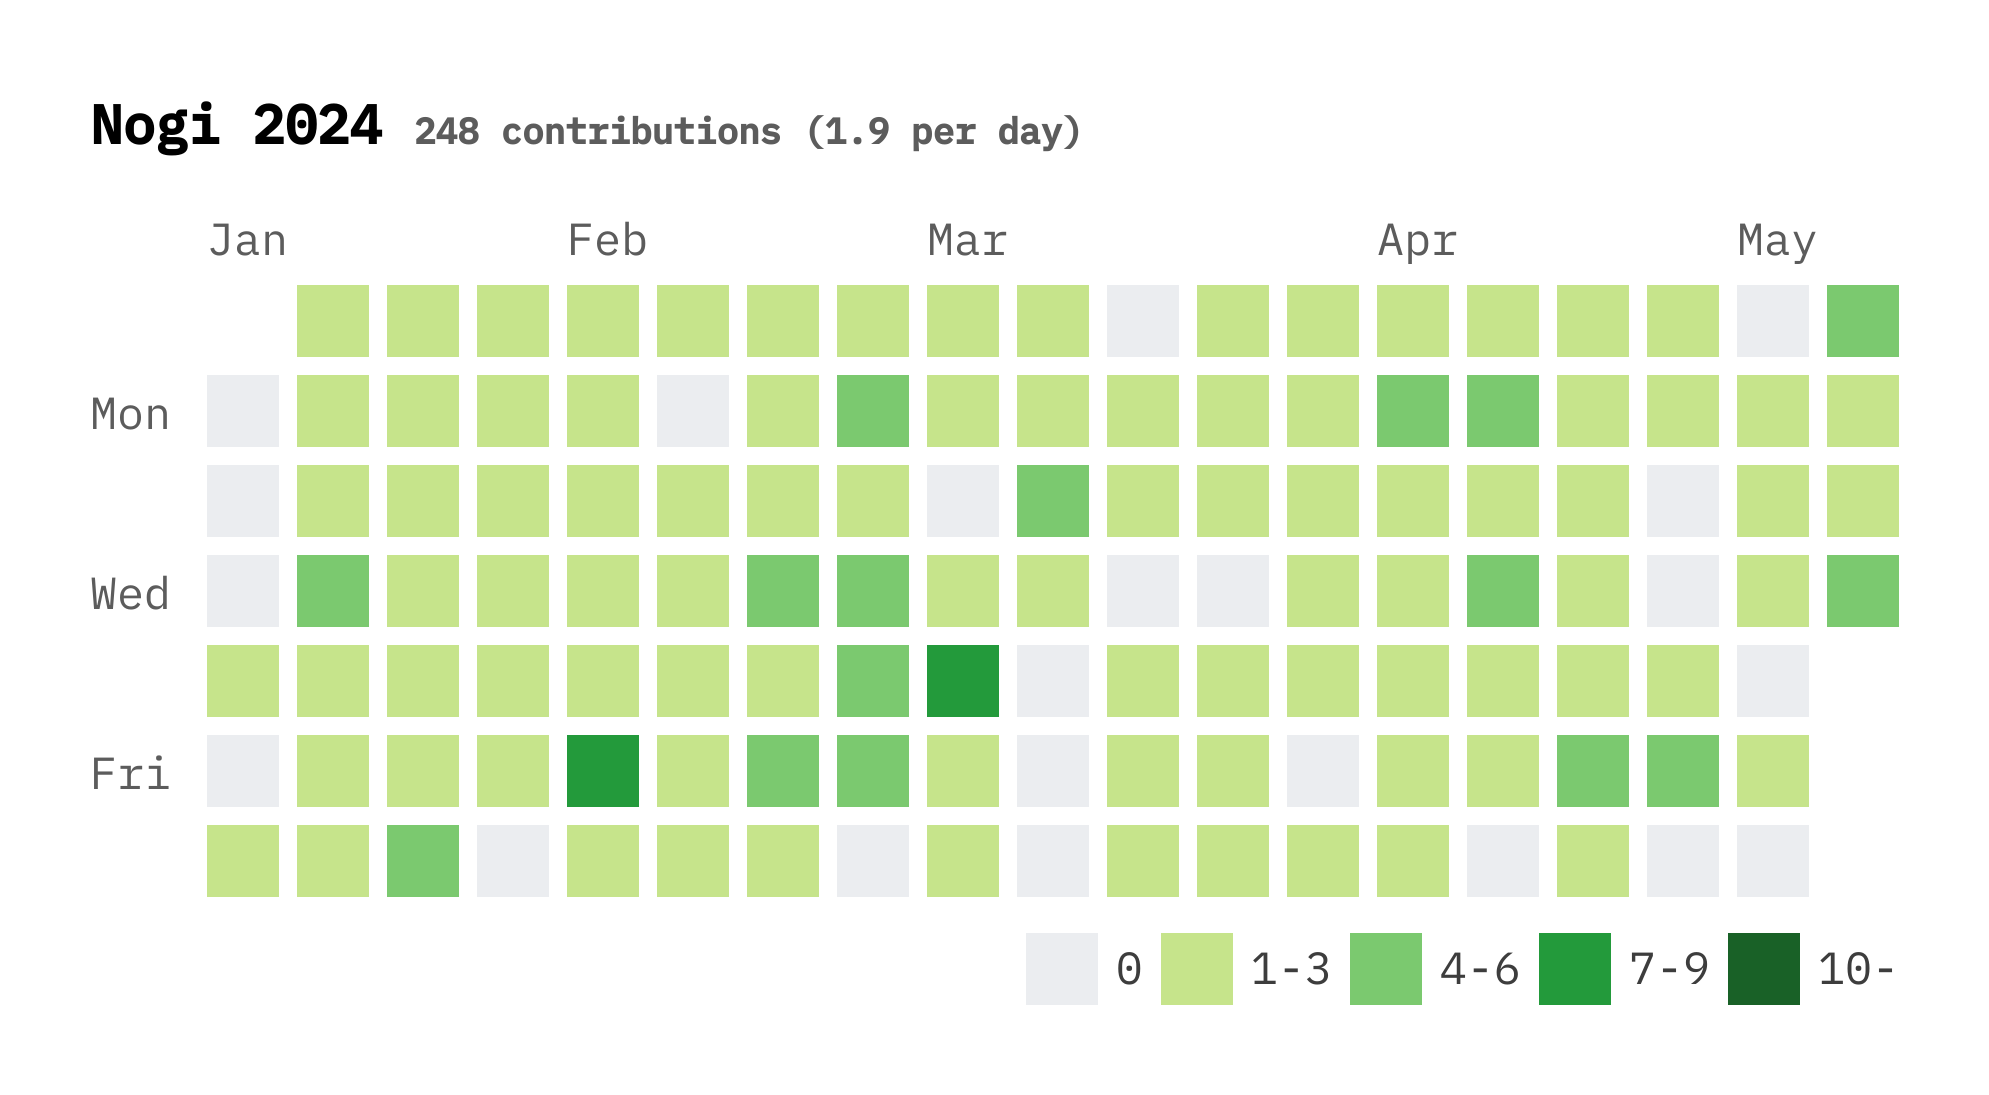 Nogi 2024 248 contributions (1.9 per day)
Jan Feb Mar Apr May
Mon
Wed
Fri
0 1-3 4-6 7-9 10-